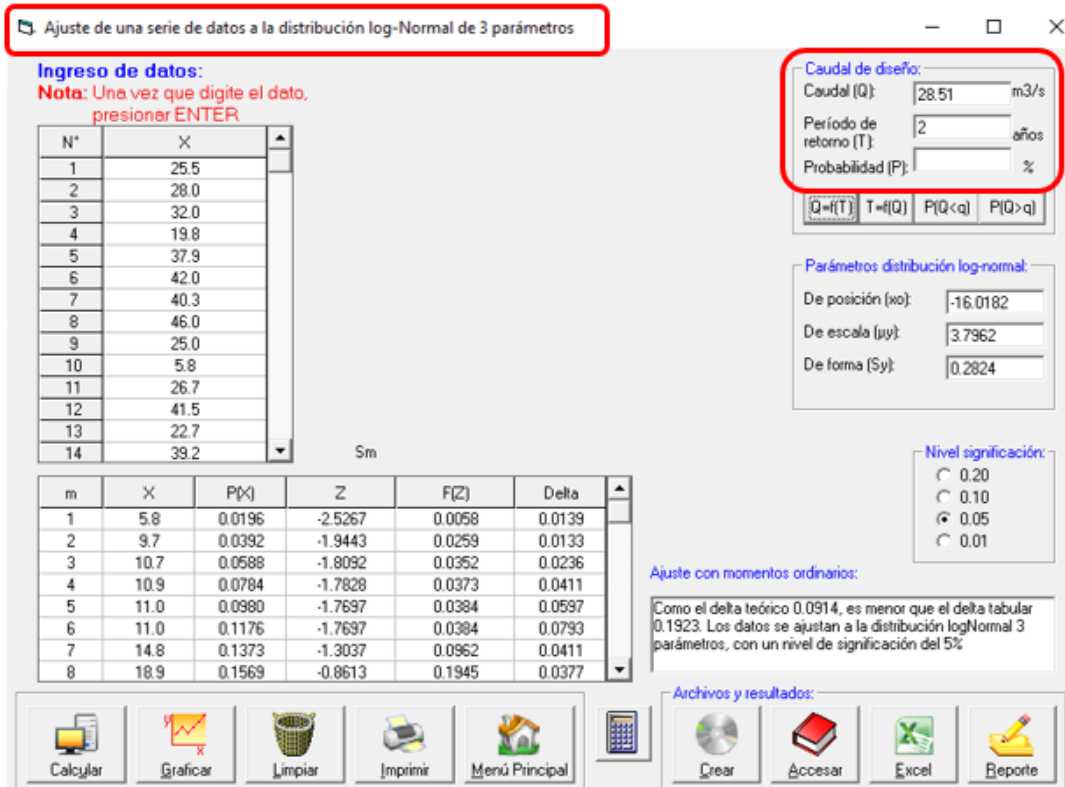 Ajuste de una serie de datos a la distribución log-Normal de 3 parámetros
Ingreso de datos:
Nota: Una vez que digite el dato,
presionar ENTER
N° X
1 25.5
2 28.0
3 32.0
4 19.8
5 37.9
6 42.0
7 40.3
8 46.0
9 25.0
10 5.8
11 26.7
12 41.5
13 22.7
14 39.2
Caudal de diseño:
Caudal (Q): 28.51 m3/s
Período de
retorno (T): 2 años
Probabilidad (P): %
Q=f(T) T=f(Q) P(Q<q) P(Q>q)
Parámetros distribución log-normal:
De posición (xo): -16.0182
De escala (µy): 3.7962
De forma (Sy): 0.2824
Sm
Nivel significación:
0.20
0.10
0.05
0.01
m X P(X) Z F(Z) Delta
1 5.8 0.0196 -2.5267 0.0058 0.0139
2 9.7 0.0392 -1.9443 0.0259 0.0133
3 10.7 0.0588 -1.8092 0.0352 0.0236
4 10.9 0.0784 -1.7828 0.0373 0.0411
5 11.0 0.0980 -1.7697 0.0384 0.0597
6 11.0 0.1176 -1.7697 0.0384 0.0793
7 14.8 0.1373 -1.3037 0.0962 0.0411
8 18.9 0.1569 -0.8613 0.1945 0.0377
Ajuste con momentos ordinarios:
Como el delta teórico 0.0914, es menor que el delta tabular
0.1923. Los datos se ajustan a la distribución logNormal 3
parámetros, con un nivel de significación del 5%
Archivos y resultados:
Calcular Graficar Limpiar Imprimir Menú Principal Crear Accesar Excel Reporte